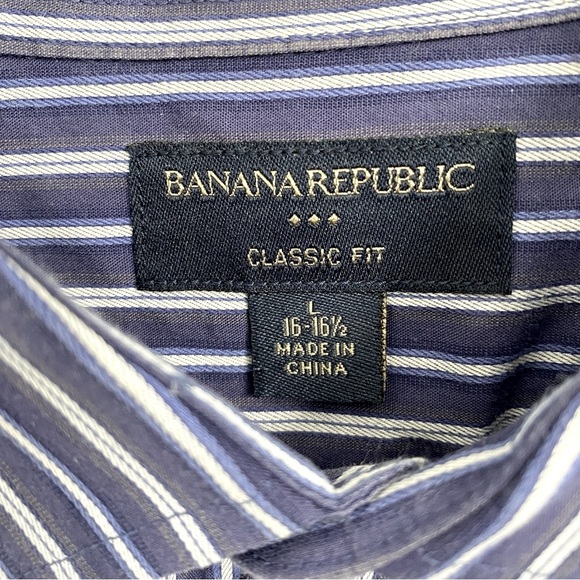 BANANA REPUBLIC
CLASSIC FIT
L
16-16½
MADE IN
CHINA